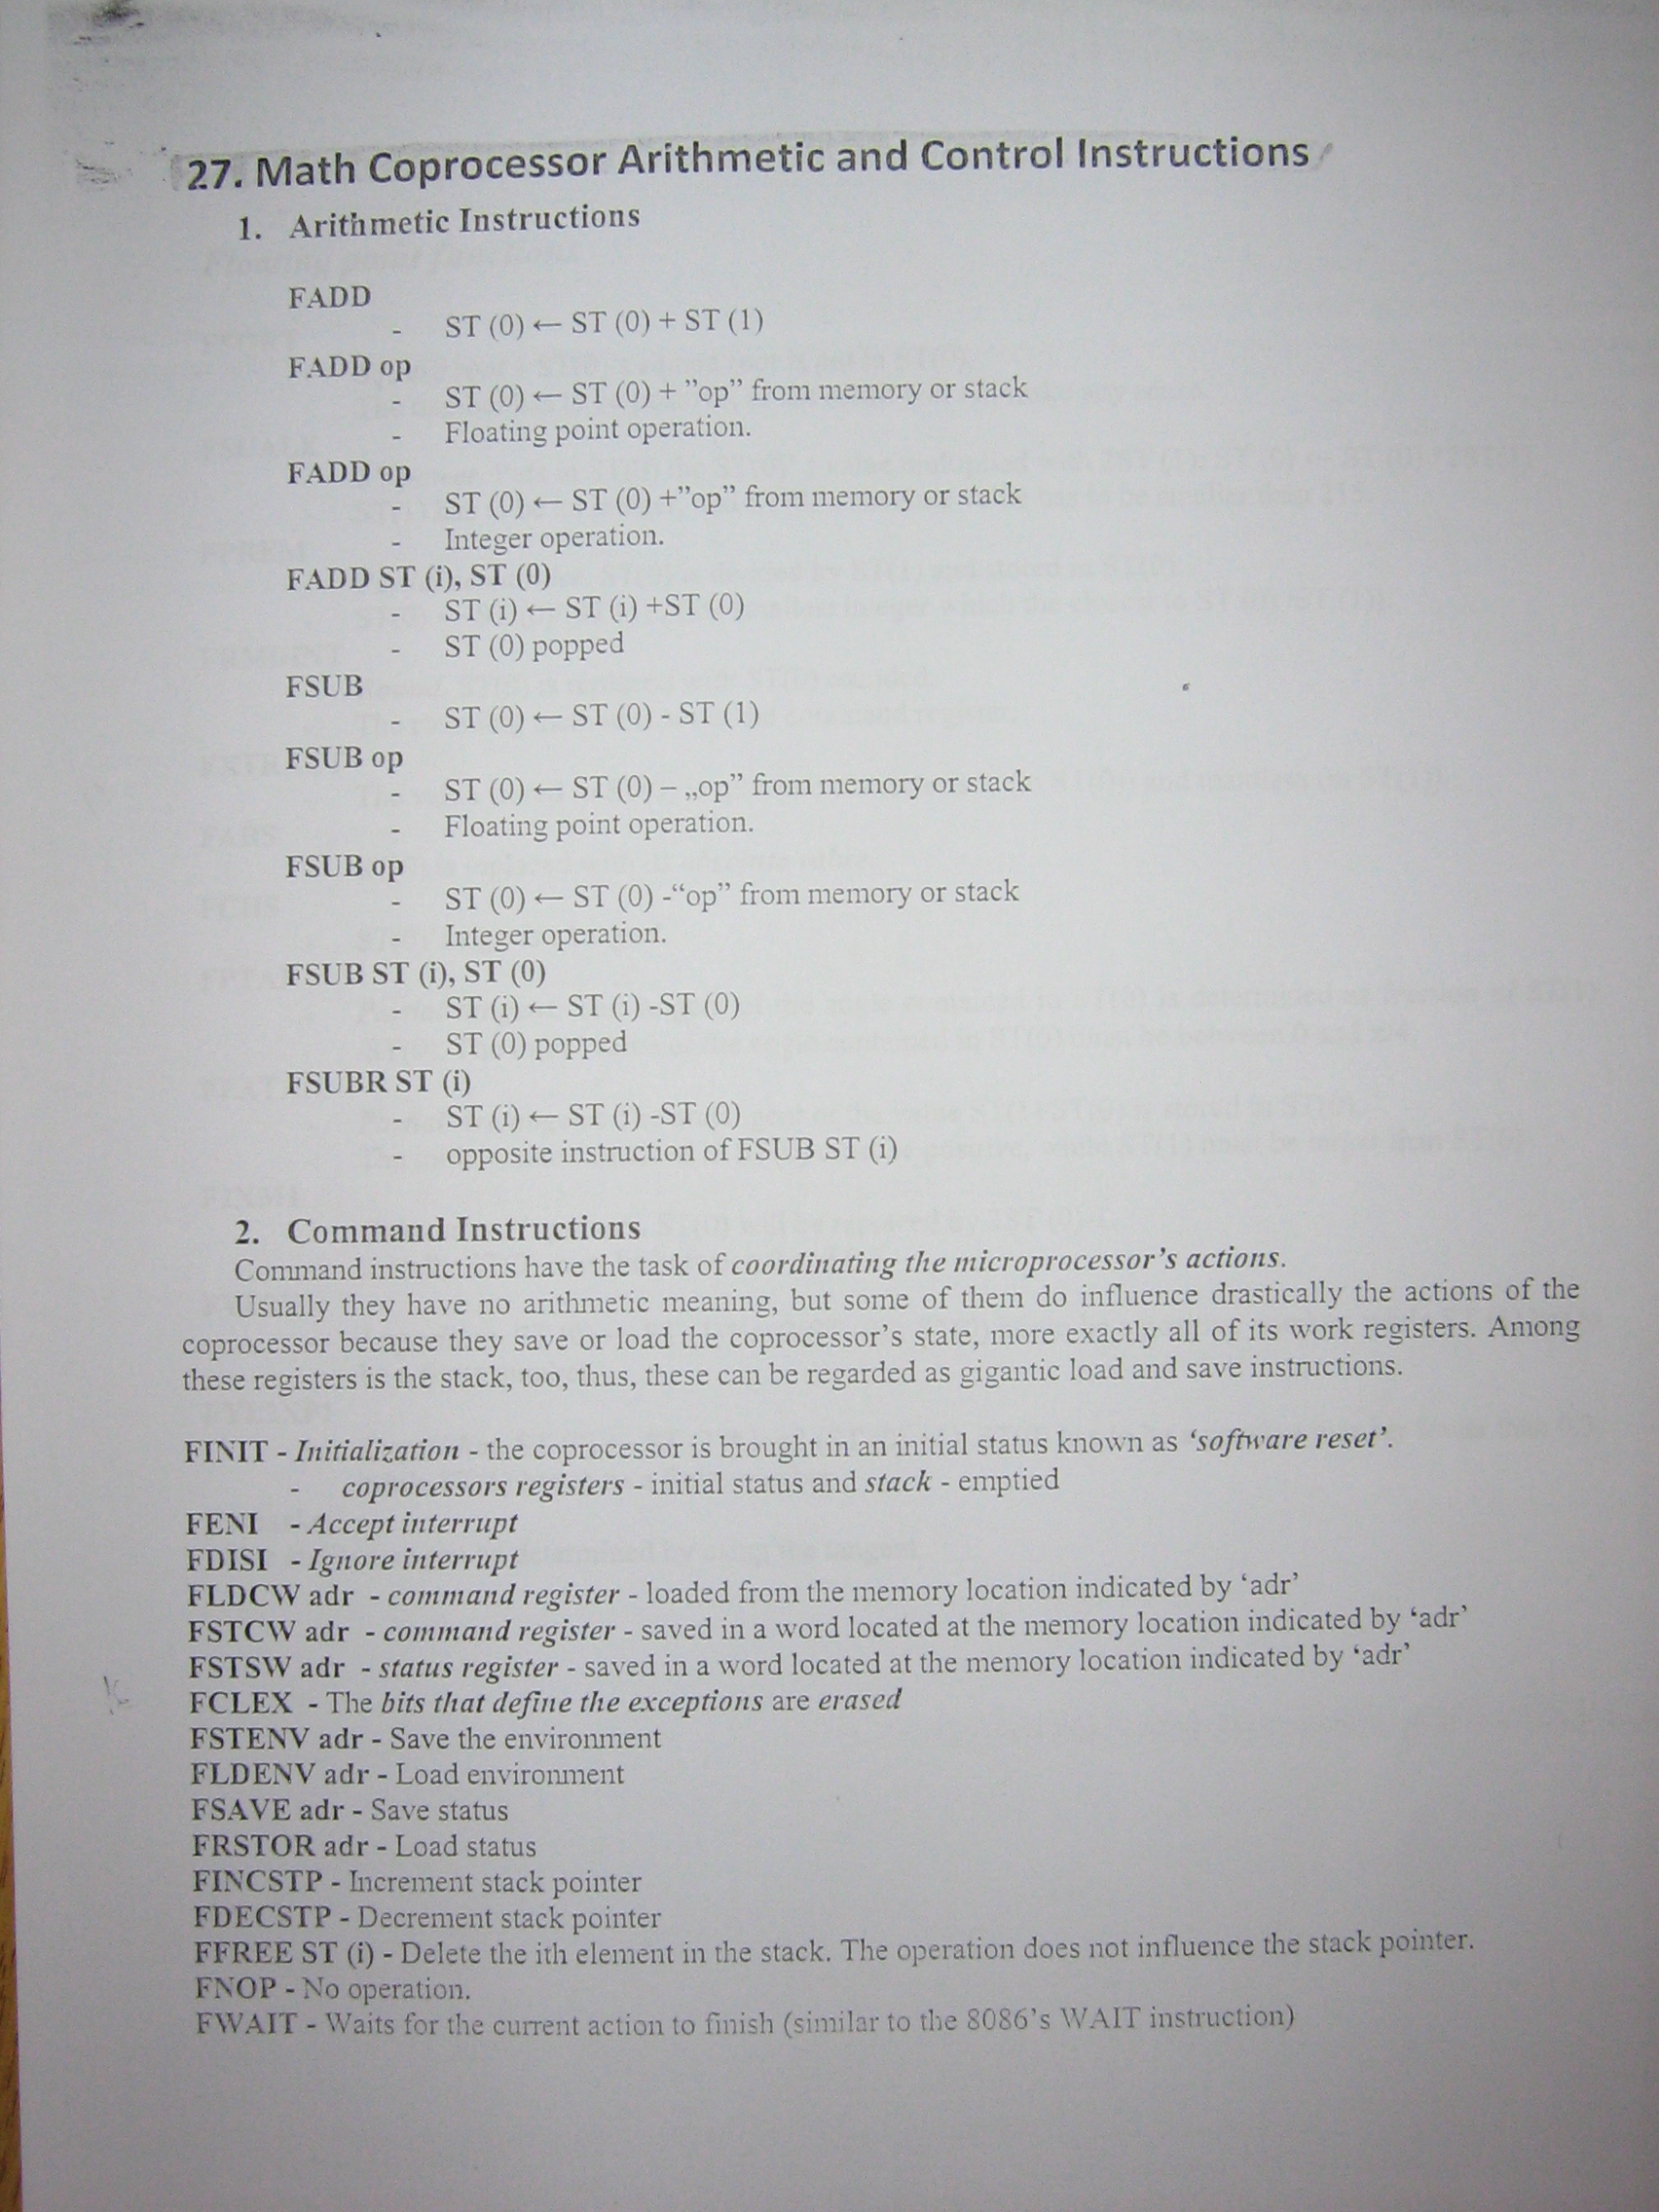 27. Math Coprocessor Arithmetic and Control Instructions
1. Arithmetic Instructions
FADD
- ST (0) ← ST (0) + ST (1)
FADD op
- ST (0) ← ST (0) + ”op” from memory or stack
- Floating point operation.
FADD op
- ST (0) ← ST (0) +”op” from memory or stack
- Integer operation.
FADD ST (i), ST (0)
- ST (i) ← ST (i) +ST (0)
- ST (0) popped
FSUB
- ST (0) ← ST (0) - ST (1)
FSUB op
- ST (0) ← ST (0) – „op” from memory or stack
- Floating point operation.
FSUB op
- ST (0) ← ST (0) -“op” from memory or stack
- Integer operation.
FSUB ST (i), ST (0)
- ST (i) ← ST (i) -ST (0)
- ST (0) popped
FSUBR ST (i)
- ST (i) ← ST (i) -ST (0)
- opposite instruction of FSUB ST (i)
2. Command Instructions
Command instructions have the task of coordinating the microprocessor’s actions.
Usually they have no arithmetic meaning, but some of them do influence drastically the actions of the
coprocessor because they save or load the coprocessor’s state, more exactly all of its work registers. Among
these registers is the stack, too, thus, these can be regarded as gigantic load and save instructions.
FINIT - Initialization - the coprocessor is brought in an initial status known as ‘software reset’.
- coprocessors registers - initial status and stack - emptied
FENI - Accept interrupt
FDISI - Ignore interrupt
FLDCW adr - command register - loaded from the memory location indicated by ‘adr’
FSTCW adr - command register - saved in a word located at the memory location indicated by ‘adr’
FSTSW adr - status register - saved in a word located at the memory location indicated by ‘adr’
FCLEX - The bits that define the exceptions are erased
FSTENV adr - Save the environment
FLDENV adr - Load environment
FSAVE adr - Save status
FRSTOR adr - Load status
FINCSTP - Increment stack pointer
FDECSTP - Decrement stack pointer
FFREE ST (i) - Delete the ith element in the stack. The operation does not influence the stack pointer.
FNOP - No operation.
FWAIT - Waits for the current action to finish (similar to the 8086’s WAIT instruction)